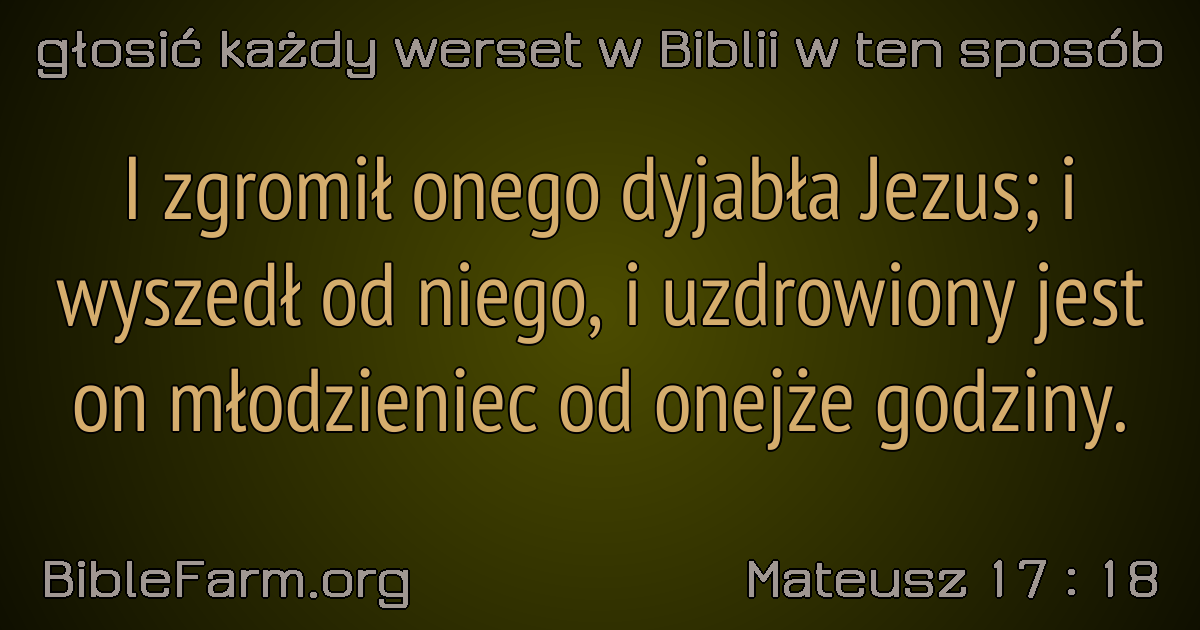 głosić każdy werset w Biblii w ten sposób
I zgromił onego dyjabła Jezus; i
wyszedł od niego, i uzdrowiony jest
on młodzieniec od onejże godziny.
BibleFarm.org
Mateusz 17 : 18